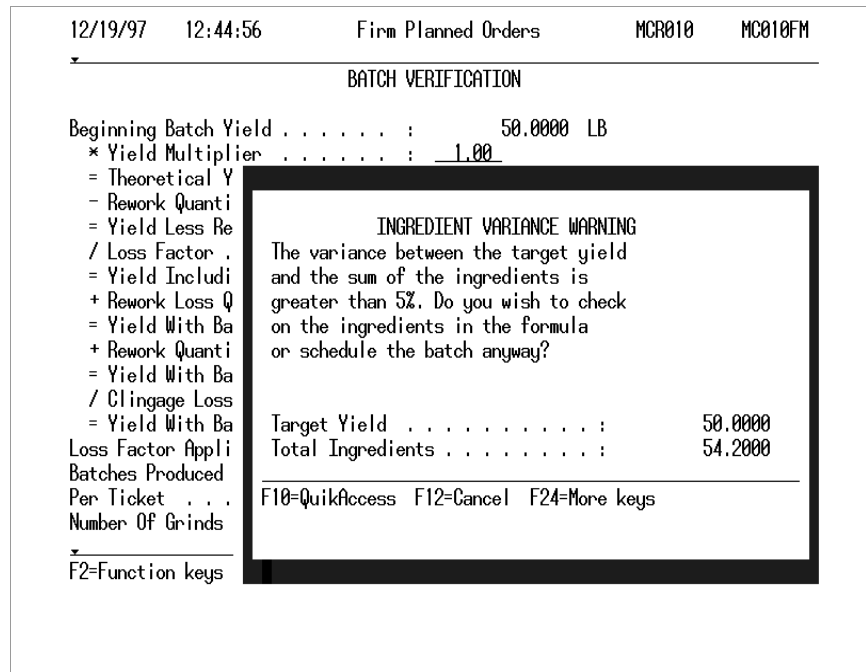 12/19/97 12:44:56 Firm Planned Orders MCR010 MC010FM
BATCH VERIFICATION
Beginning Batch Yield . . . . . . : 50.0000 LB
* Yield Multiplier . . . . . . : 1.00
= Theoretical Y
- Rework Quanti
= Yield Less Re
/ Loss Factor .
= Yield Includi
+ Rework Loss Q
= Yield With Ba
+ Rework Quanti
= Yield With Ba
/ Clingage Loss
= Yield With Ba
Loss Factor Appli
Batches Produced
Per Ticket . . .
Number Of Grinds
F2=Function keys
INGREDIENT VARIANCE WARNING
The variance between the target yield
and the sum of the ingredients is
greater than 5%. Do you wish to check
on the ingredients in the formula
or schedule the batch anyway?
Target Yield . . . . . . . . . . . : 50.0000
Total Ingredients . . . . . . . . : 54.2000
F10=QuikAccess F12=Cancel F24=More keys